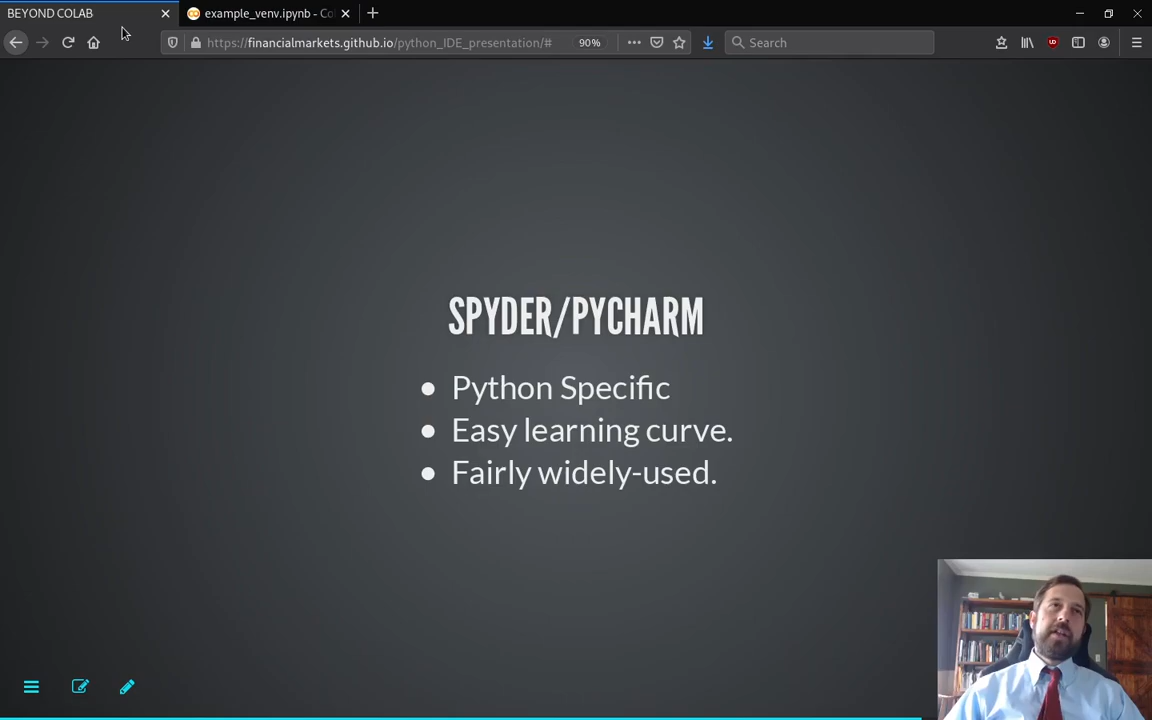 BEYOND COLAB
example_venv.ipynb - Co
https://financialmarkets.github.io/python_IDE_presentation/#
90%
Search
SPYDER/PYCHARM
• Python Specific
• Easy learning curve.
• Fairly widely-used.